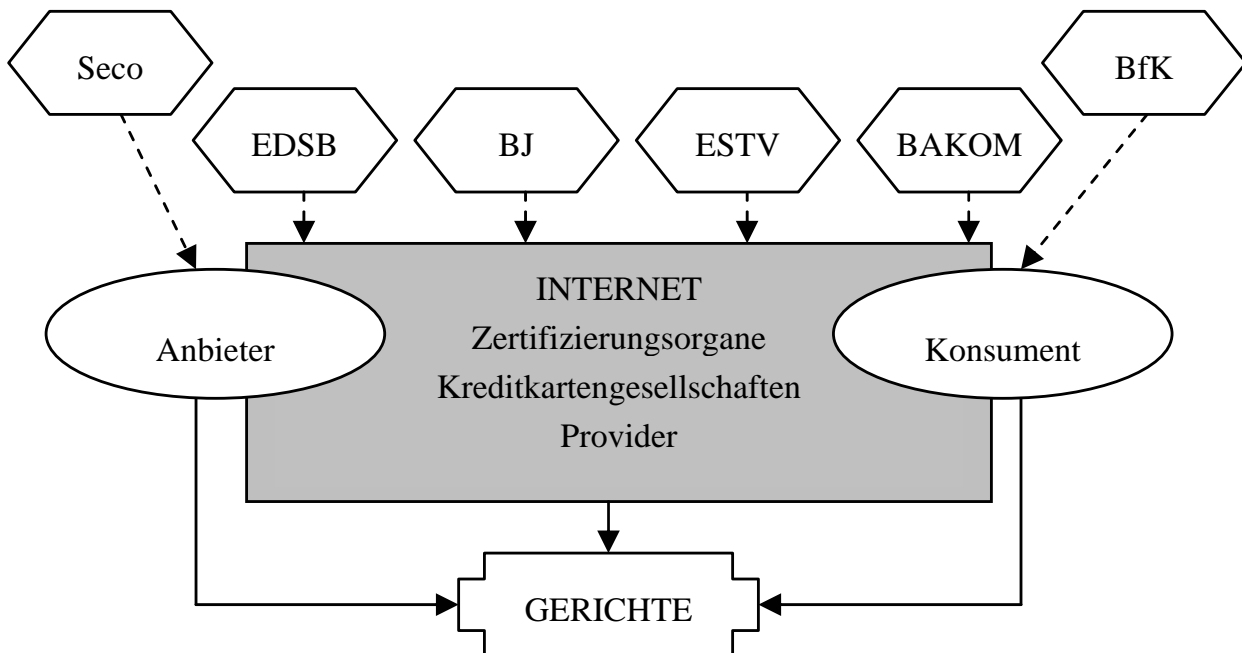 Seco
BfK
EDSB
BJ
ESTV
BAKOM
INTERNET
Zertifizierungsorgane
Kreditkartengesellschaften
Provider
Anbieter
Konsument
GERICHTE